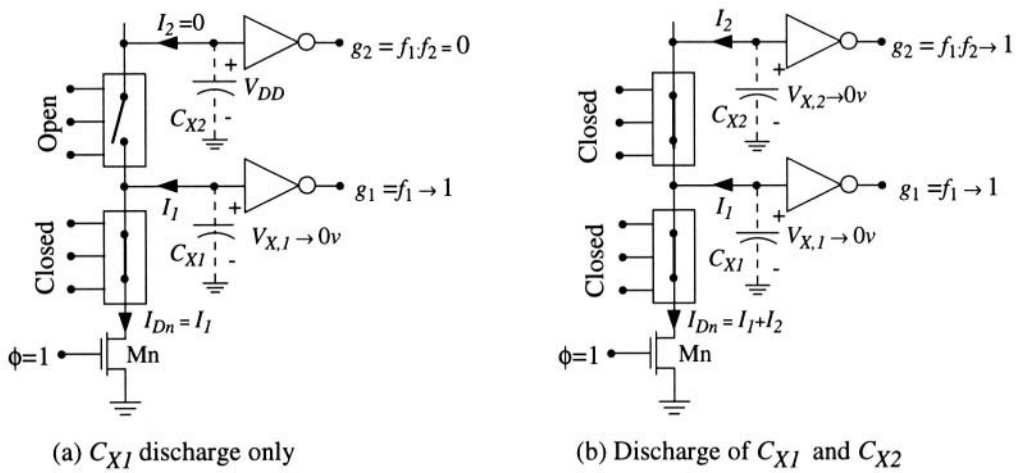 I2=0
g2 = f1·f2 = 0
+
VDD
CX2
-
Open
I1
g1 = f1 → 1
+
VX,1 → 0v
CX1
-
Closed
IDn = I1
ϕ=1
Mn
(a) CX1 discharge only
I2
g2 = f1·f2 → 1
+
VX,2 → 0v
CX2
-
Closed
I1
g1 = f1 → 1
+
VX,1 → 0v
CX1
-
Closed
IDn = I1+I2
ϕ=1
Mn
(b) Discharge of CX1 and CX2